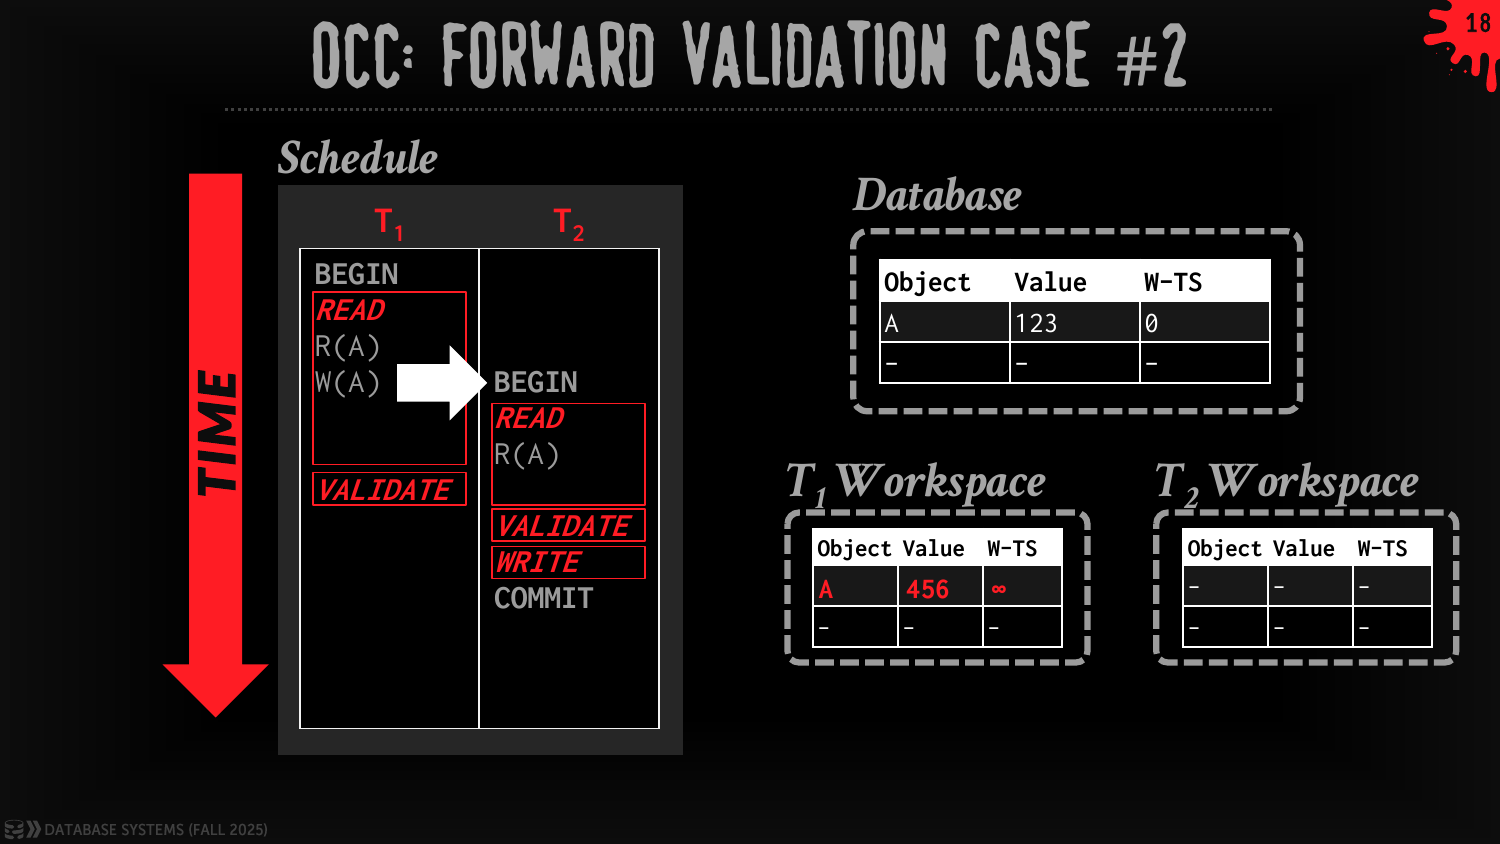 OCC: FORWARD VALIDATION CASE #2
18
Schedule
T1 T2
BEGIN
READ
R(A)
W(A)
VALIDATE
BEGIN
READ
R(A)
VALIDATE
WRITE
COMMIT
TIME
Database
Object Value W-TS
A 123 0
- - -
T1 Workspace
Object Value W-TS
A 456 ∞
- - -
T2 Workspace
Object Value W-TS
- - -
- - -
DATABASE SYSTEMS (FALL 2025)